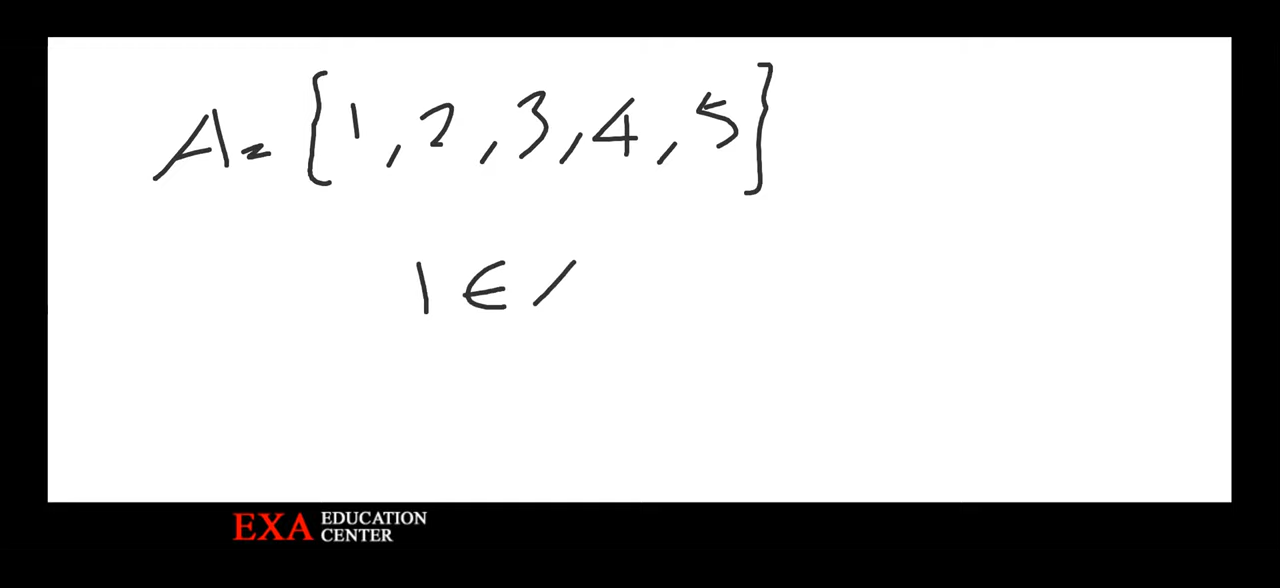 A = {1, 2, 3, 4, 5}
1 ∈ /
EXA EDUCATION CENTER